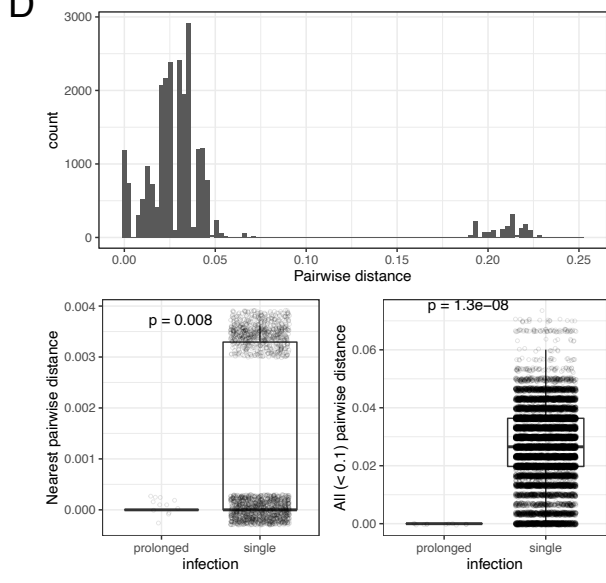 D
3000
2000
1000
0
count
0.00 0.05 0.10 0.15 0.20 0.25
Pairwise distance
0.004
0.003
0.002
0.001
0.000
Nearest pairwise distance
p = 0.008
prolonged single
infection
0.06
0.04
0.02
0.00
All (< 0.1) pairwise distance
p = 1.3e−08
prolonged single
infection